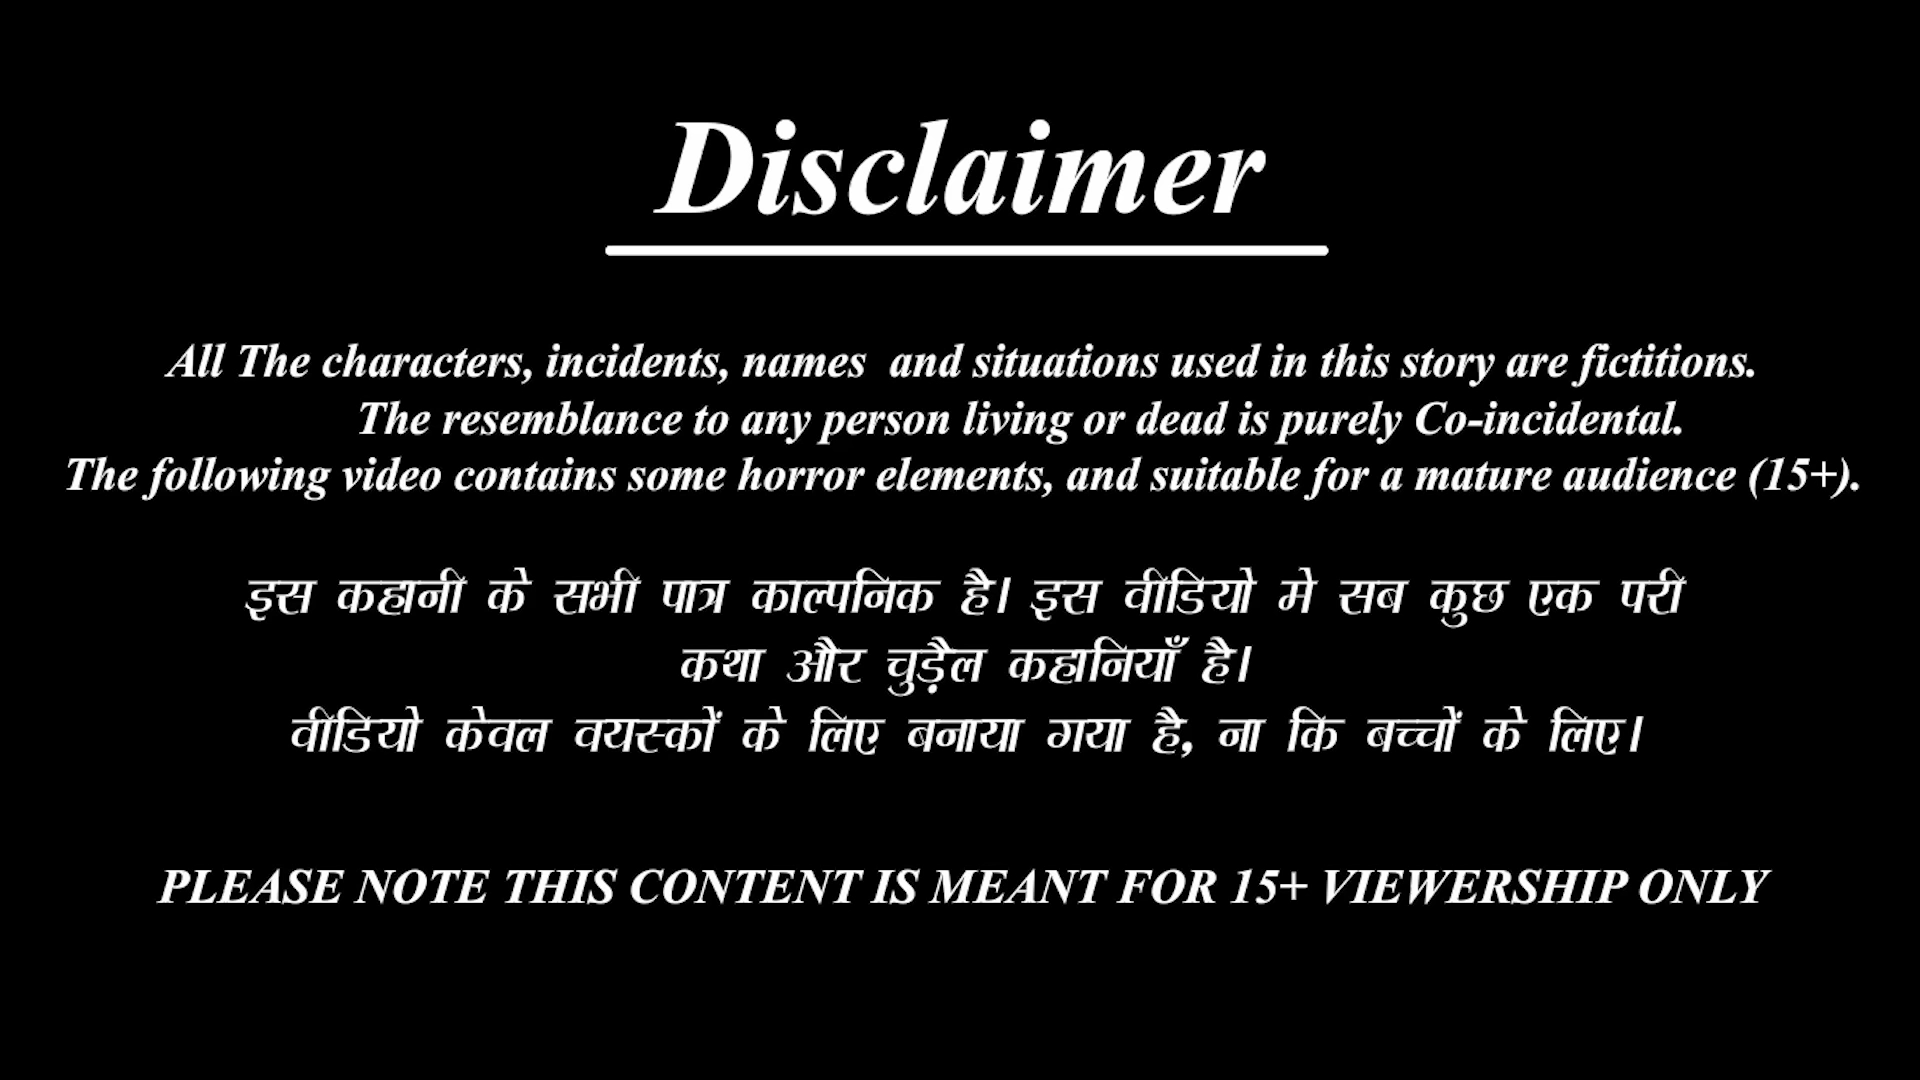 Disclaimer
All The characters, incidents, names and situations used in this story are fictitions.
The resemblance to any person living or dead is purely Co-incidental.
The following video contains some horror elements, and suitable for a mature audience (15+).
इस कहानी के सभी पात्र काल्पनिक है। इस वीडियो मे सब कुछ एक परी
कथा और चुड़ैल कहानियाँ है।
वीडियो केवल वयस्कों के लिए बनाया गया है, ना कि बच्चों के लिए।
PLEASE NOTE THIS CONTENT IS MEANT FOR 15+ VIEWERSHIP ONLY